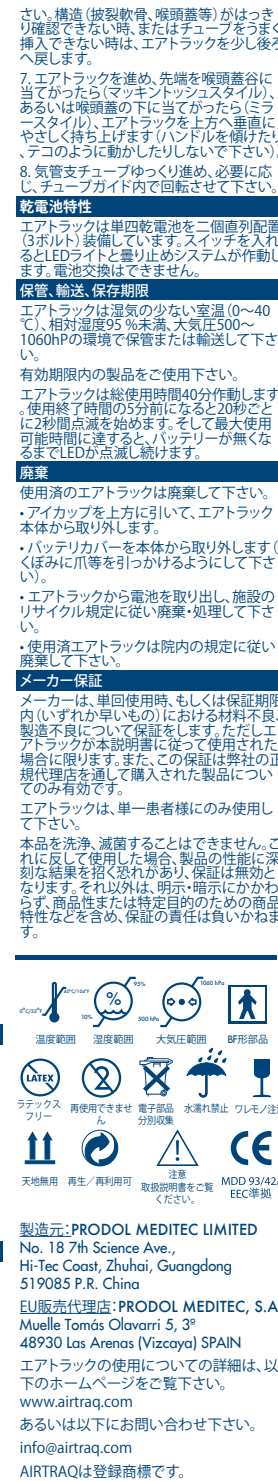 さい。構造（披裂軟骨、喉頭蓋等）がはっき
り確認できない時、またはチューブをうまく
挿入できない時は、エアトラックを少し後ろ
へ戻します。
7. エアトラックを進め、先端を喉頭蓋谷に
当てがったら（マッキントッシュスタイル）、
あるいは喉頭蓋の下に当てがったら（ミラ
ースタイル）、エアトラックを上方へ垂直に
やさしく持ち上げます（ハンドルを傾けたり
、テコのように動かしたりしないで下さい）。
8. 気管支チューブゆっくり進め、必要に応
じ、チューブガイド内で回転させて下さい。
乾電池特性
エアトラックは単四乾電池を二個直列配置
（3ボルト）装備しています。スイッチを入れ
るとLEDライトと曇り止めシステムが作動し
ます。電池交換はできません。
保管、輸送、保存期限
エアトラックは湿気の少ない室温（0～40
℃）、相対湿度95 %未満、大気圧500～
1060hPの環境で保管または輸送して下さ
い。
有効期限内の製品をご使用下さい。
エアトラックは総使用時間40分作動します
。使用終了時間の5分前になると20秒ごと
に2秒間点滅を始めます。そして最大使用
可能時間に達すると、バッテリーが無くな
るまでLEDが点滅し続けます。
廃棄
使用済のエアトラックは廃棄して下さい。
• アイカップを上方に引いて、エアトラック
本体から取り外します。
• バッテリカバーを本体から取り外します（
くぼみに爪等を引っかけるようにして下さ
い）。
• エアトラックから電池を取り出し、施設の
リサイクル規定に従い廃棄・処理して下さ
い。
• 使用済エアトラックは院内の規定に従い
廃棄して下さい。
メーカー保証
メーカーは、単回使用時、もしくは保証期限
内（いずれか早いもの）における材料不良、
製造不良について保証をします。ただしエ
アトラックが本説明書に従って使用された
場合に限ります。また、この保証は弊社の正
規代理店を通して購入された製品につい
てのみ有効です。
エアトラックは、単一患者様にのみ使用し
て下さい。
本品を洗浄、滅菌することはできません。こ
れに反して使用した場合、製品の性能に深
刻な結果を招く恐れがあり、保証は無効と
なります。それ以外は、明示・暗示にかかわ
らず、商品性または特定目的のための商品
特性などを含め、保証の責任は負いかねま
す。
0°C/32°F 40°C/104°F 10% % 95% 500 hPa 1060 hPa
温度範囲 湿度範囲 大気圧範囲 BF形部品
LATEX 2
ラテックス
フリー 再使用できませ
ん 電子部品
分別収集 水濡れ禁止 ワレモノ注
CE
天地無用 再生／再利用可 注意
取扱説明書をご覧
ください。 MDD 93/42/
EEC準拠
製造元：PRODOL MEDITEC LIMITED
No. 18 7th Science Ave.,
Hi-Tec Coast, Zhuhai, Guangdong
519085 P.R. China
EU販売代理店：PRODOL MEDITEC, S.A
Muelle Tomás Olavarri 5, 3º
48930 Las Arenas (Vizcaya) SPAIN
エアトラックの使用についての詳細は、以
下のホームページをご覧下さい。
www.airtraq.com
あるいは以下にお問い合わせ下さい。
info@airtraq.com
AIRTRAQは登録商標です。